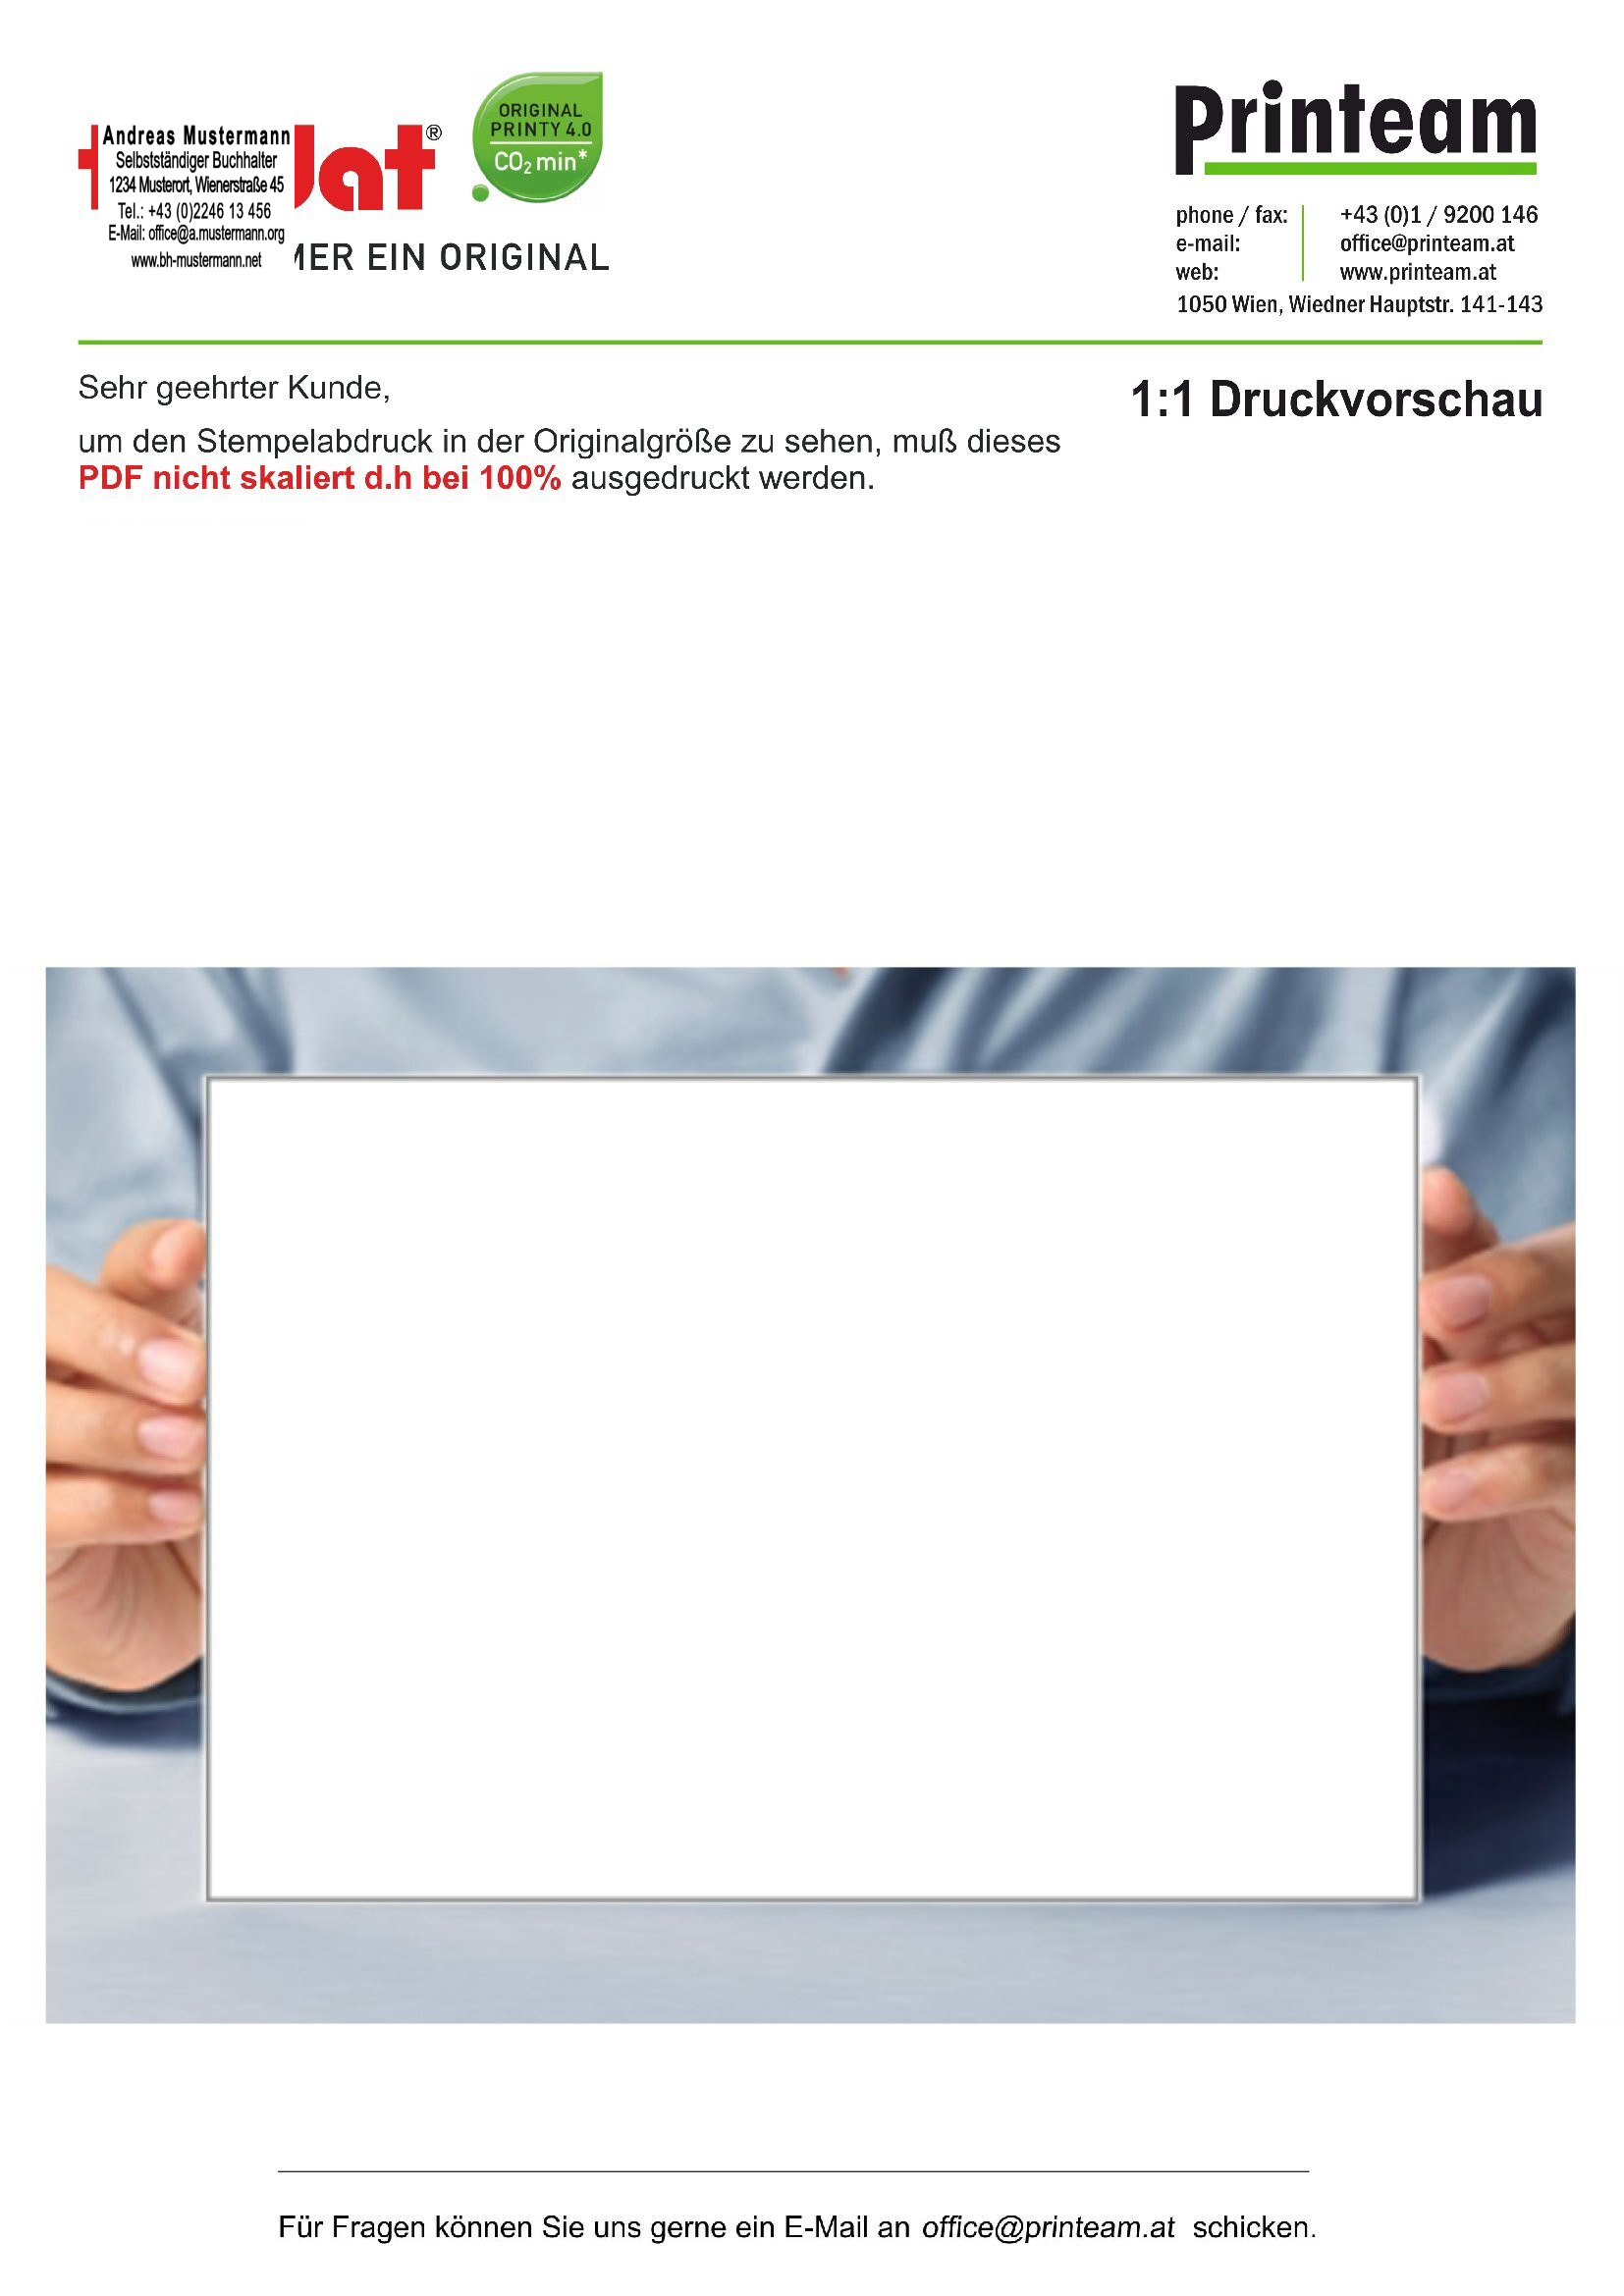 Andreas Mustermann
Selbstständiger Buchhalter
1234 Musterort, Wienerstraße 45
Tel.: +43 (0)2246 13 456
E-Mail: office@a.mustermann.org
www.bh-mustermann.net
®
EIN ORIGINAL
ORIGINAL
PRINTY 4.0
CO₂ min*
Printeam
phone / fax: +43 (0)1 / 9200 146
e-mail: office@printeam.at
web: www.printeam.at
1050 Wien, Wiedner Hauptstr. 141-143
Sehr geehrter Kunde,
1:1 Druckvorschau
um den Stempelabdruck in der Originalgröße zu sehen, muß dieses
PDF nicht skaliert d.h bei 100% ausgedruckt werden.
Für Fragen können Sie uns gerne ein E-Mail an office@printeam.at schicken.